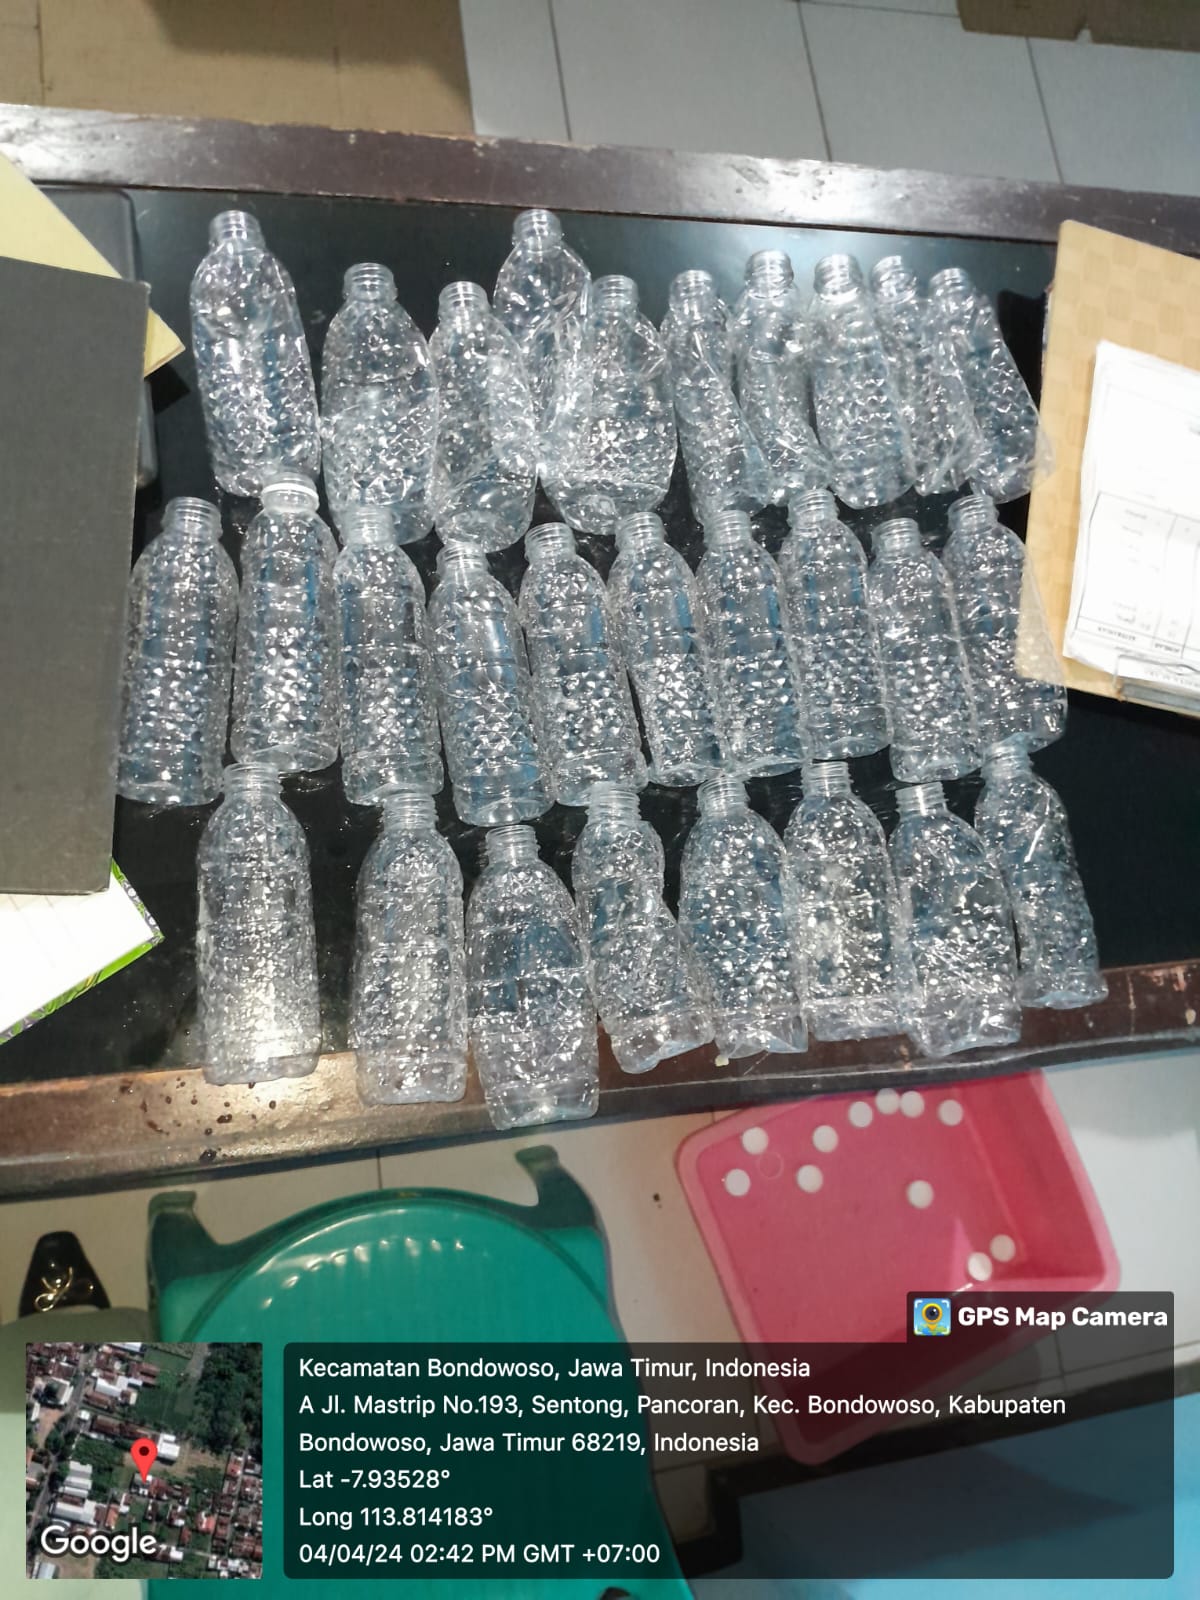 GPS Map Camera
Kecamatan Bondowoso, Jawa Timur, Indonesia
A Jl. Mastrip No.193, Sentong, Pancoran, Kec. Bondowoso, Kabupaten
Bondowoso, Jawa Timur 68219, Indonesia
Lat -7.93528°
Long 113.814183°
04/04/24 02:42 PM GMT +07:00
Google